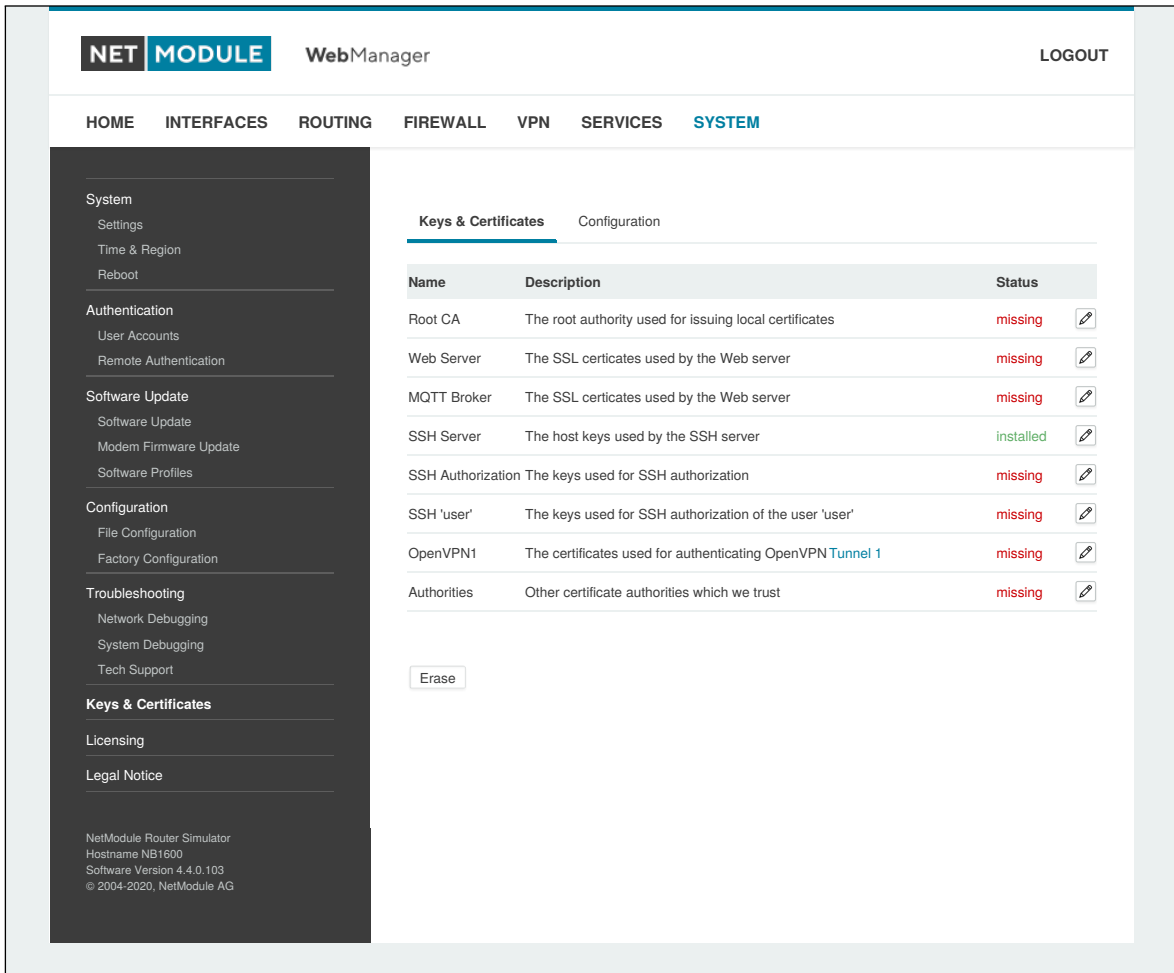 NET MODULE WebManager LOGOUT
HOME INTERFACES ROUTING FIREWALL VPN SERVICES SYSTEM
System
Settings
Time & Region
Reboot
Authentication
User Accounts
Remote Authentication
Software Update
Software Update
Modem Firmware Update
Software Profiles
Configuration
File Configuration
Factory Configuration
Troubleshooting
Network Debugging
System Debugging
Tech Support
Keys & Certificates
Licensing
Legal Notice
NetModule Router Simulator
Hostname NB1600
Software Version 4.4.0.103
© 2004-2020, NetModule AG
Keys & Certificates Configuration
Name Description Status
Root CA The root authority used for issuing local certificates missing
Web Server The SSL certicates used by the Web server missing
MQTT Broker The SSL certicates used by the Web server missing
SSH Server The host keys used by the SSH server installed
SSH Authorization The keys used for SSH authorization missing
SSH 'user' The keys used for SSH authorization of the user 'user' missing
OpenVPN1 The certificates used for authenticating OpenVPN Tunnel 1 missing
Authorities Other certificate authorities which we trust missing
Erase